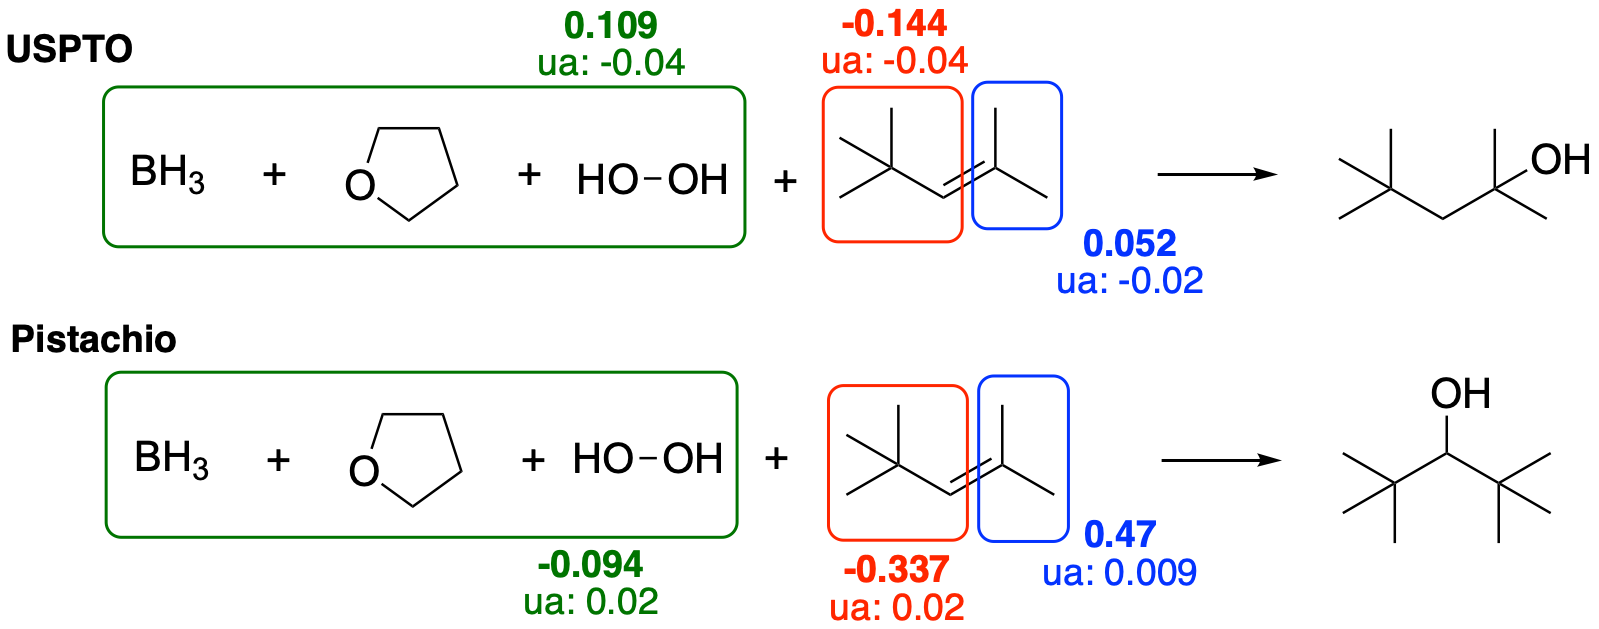 USPTO
0.109
ua: -0.04
-0.144
ua: -0.04
BH3 + O + HO-OH + OH
0.052
ua: -0.02
Pistachio
BH3 + O + HO-OH + OH
-0.094
ua: 0.02
-0.337
ua: 0.02
0.47
ua: 0.009